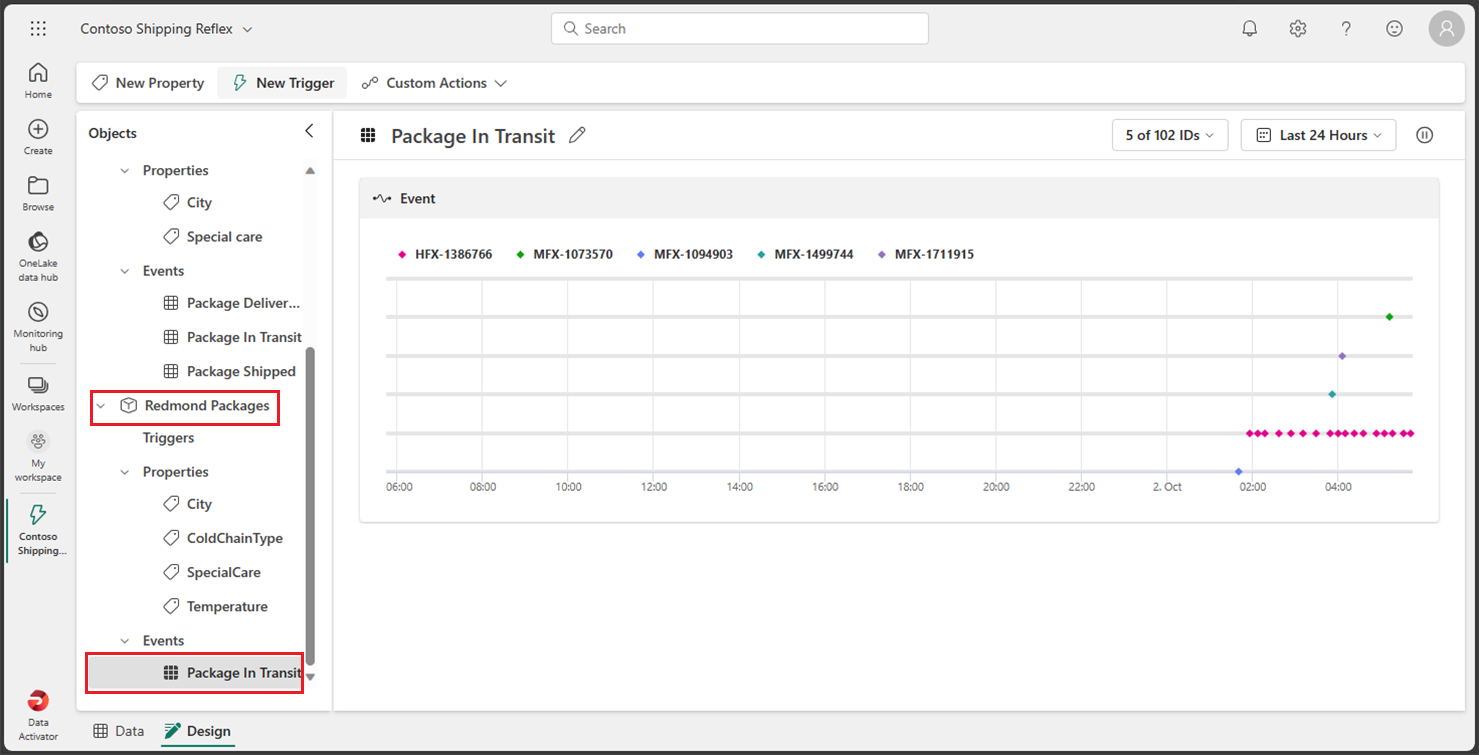 Contoso Shipping Reflex
Search
Home
Create
Browse
OneLake
data hub
Monitoring
hub
Workspaces
My
workspace
Contoso
Shipping...
Data
Activator
New Property
New Trigger
Custom Actions
Objects
Properties
City
Special care
Events
Package Deliver...
Package In Transit
Package Shipped
Redmond Packages
Triggers
Properties
City
ColdChainType
SpecialCare
Temperature
Events
Package In Transit
Package In Transit
5 of 102 IDs
Last 24 Hours
Event
HFX-1386766 MFX-1073570 MFX-1094903 MFX-1499744 MFX-1711915
06:00 08:00 10:00 12:00 14:00 16:00 18:00 20:00 22:00 2. Oct 02:00 04:00
Data
Design